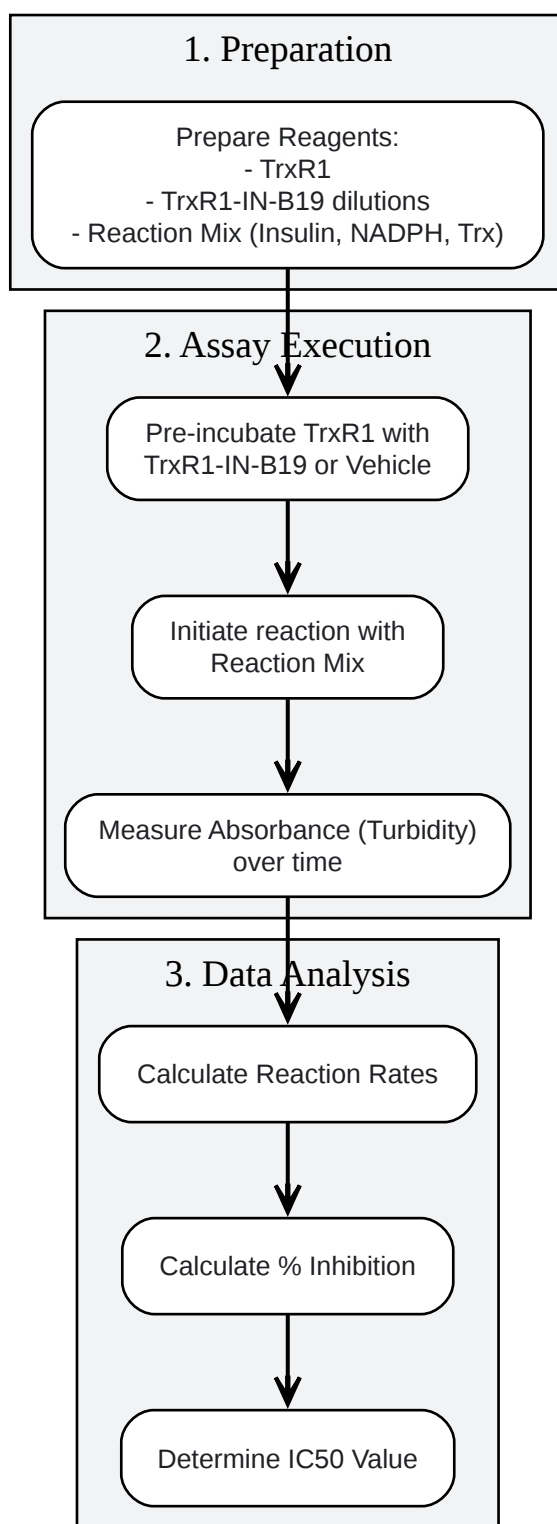 1. Preparation
Prepare Reagents:
- TrxR1
- TrxR1-IN-B19 dilutions
- Reaction Mix (Insulin, NADPH, Trx)
2. Assay Execution
Pre-incubate TrxR1 with
TrxR1-IN-B19 or Vehicle
Initiate reaction with
Reaction Mix
Measure Absorbance (Turbidity)
over time
3. Data Analysis
Calculate Reaction Rates
Calculate % Inhibition
Determine IC50 Value